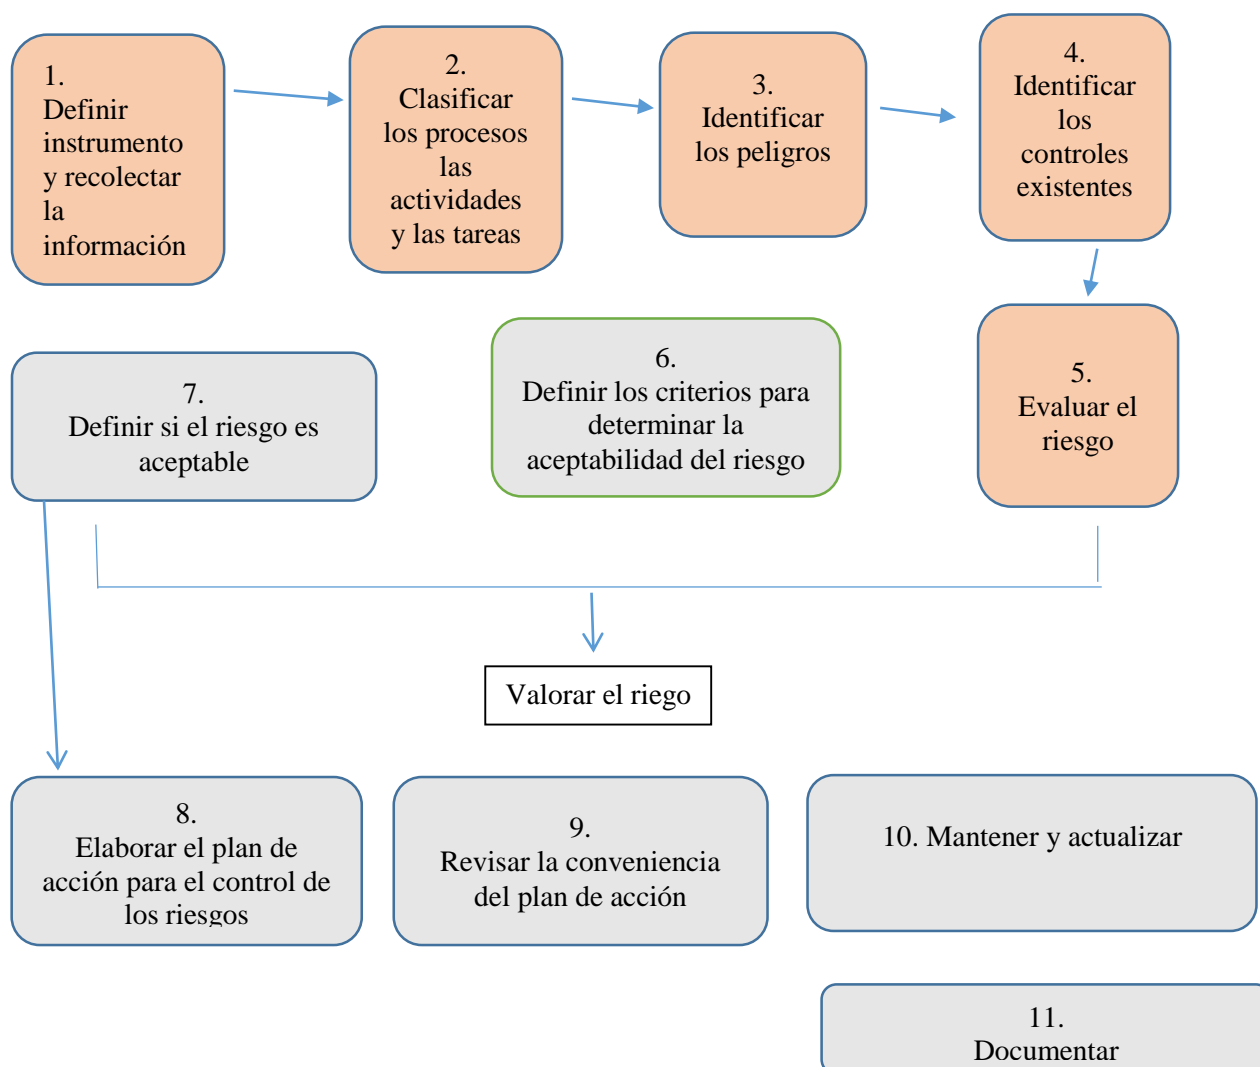 1.
Definir
instrumento
y recolectar
la
información
2.
Clasificar
los procesos
las
actividades
y las tareas
3.
Identificar
los peligros
4.
Identificar
los
controles
existentes
5.
Evaluar el
riesgo
6.
Definir los criterios para
determinar la
aceptabilidad del riesgo
7.
Definir si el riesgo es
aceptable
Valorar el riego
8.
Elaborar el plan de
acción para el control de
los riesgos
9.
Revisar la conveniencia
del plan de acción
10. Mantener y actualizar
11.
Documentar